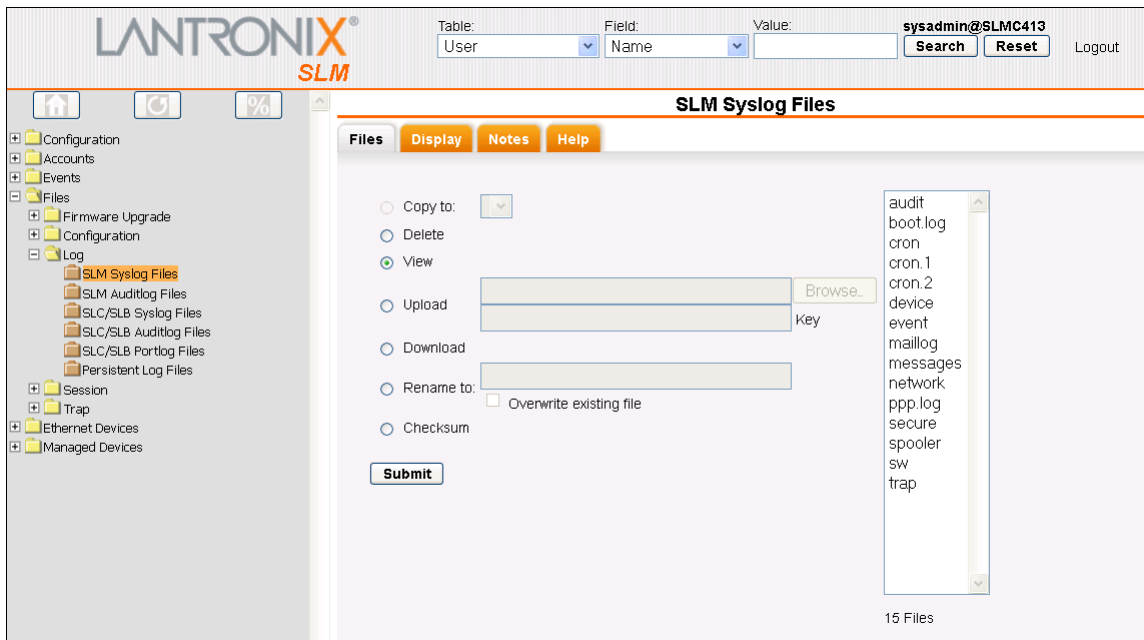 LANTRONIX®
SLM
Table:
User
Field:
Name
Value:
sysadmin@SLMC413
Search
Reset
Logout
%
Configuration
Accounts
Events
Files
Firmware Upgrade
Configuration
Log
SLM Syslog Files
SLM Auditlog Files
SLC/SLB Syslog Files
SLC/SLB Auditlog Files
SLC/SLB Portlog Files
Persistent Log Files
Session
Trap
Ethernet Devices
Managed Devices
SLM Syslog Files
Files
Display
Notes
Help
Copy to:
Delete
View
Upload
Browse..
Key
Download
Rename to:
Overwrite existing file
Checksum
Submit
audit
boot.log
cron
cron.1
cron.2
device
event
maillog
messages
network
ppp.log
secure
spooler
sw
trap
15 Files